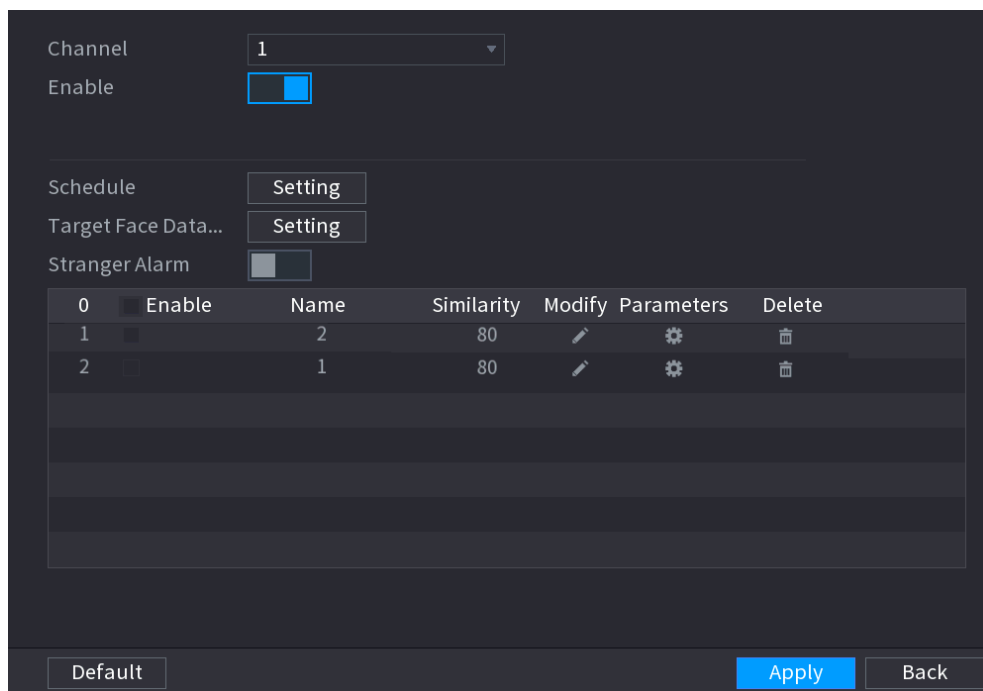 Channel 1
Enable
Schedule Setting
Target Face Data... Setting
Stranger Alarm
0 Enable Name Similarity Modify Parameters Delete
1 2 80
2 1 80
Default Apply Back